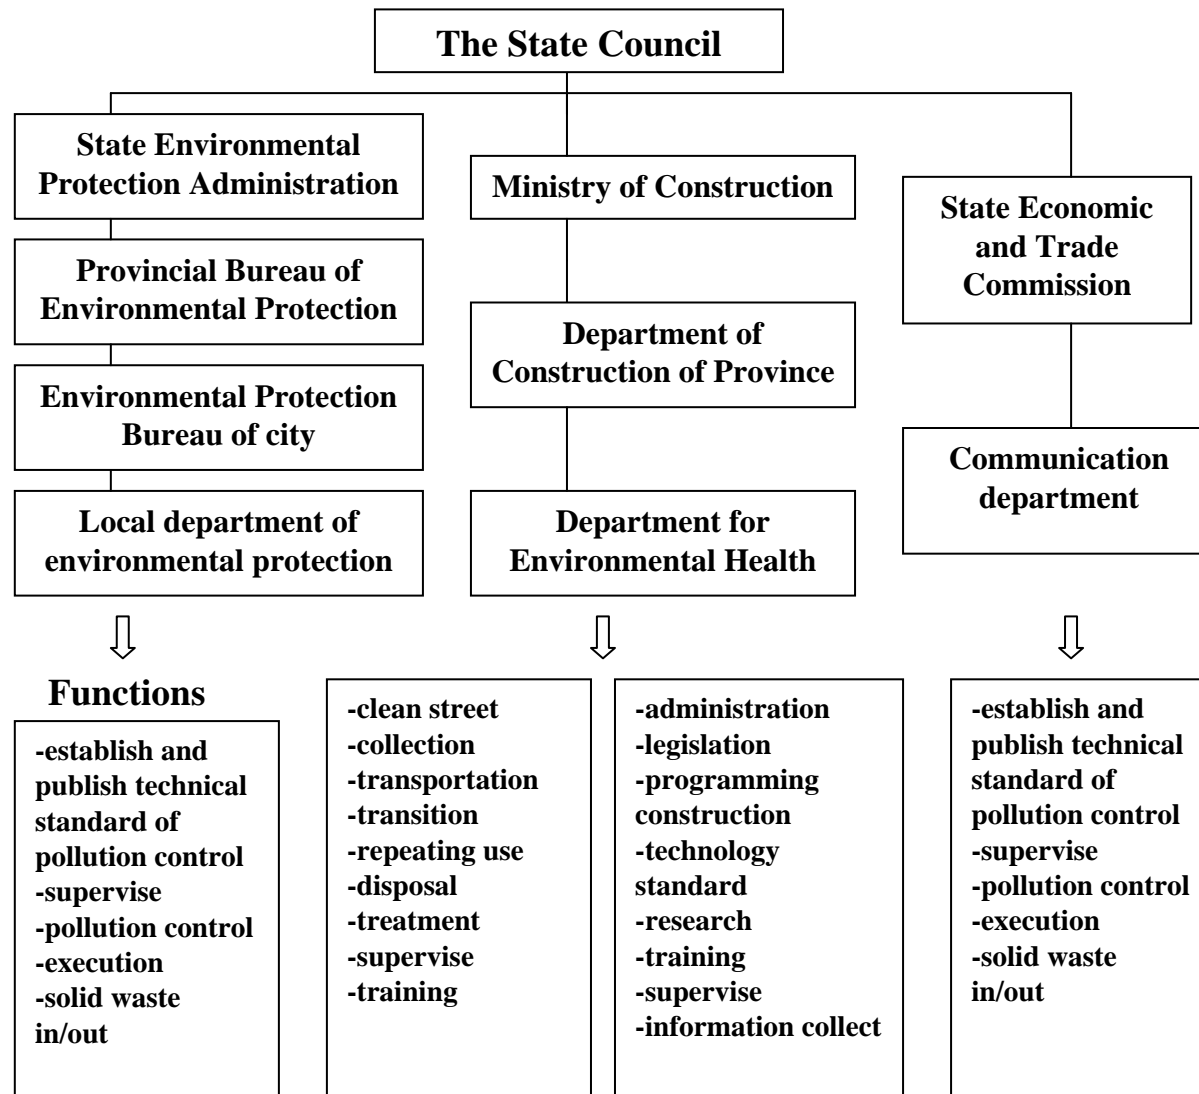 The State Council
State Environmental
Protection Administration
Provincial Bureau of
Environmental Protection
Environmental Protection
Bureau of city
Local department of
environmental protection
Ministry of Construction
Department of
Construction of Province
Department for
Environmental Health
State Economic
and Trade
Commission
Communication
department
Functions
-establish and
publish technical
standard of
pollution control
-supervise
-pollution control
-execution
-solid waste
in/out
-clean street
-collection
-transportation
-transition
-repeating use
-disposal
-treatment
-supervise
-training
-administration
-legislation
-programming
construction
-technology
standard
-research
-training
-supervise
-information collect
-establish and
publish technical
standard of
pollution control
-supervise
-pollution control
-execution
-solid waste
in/out